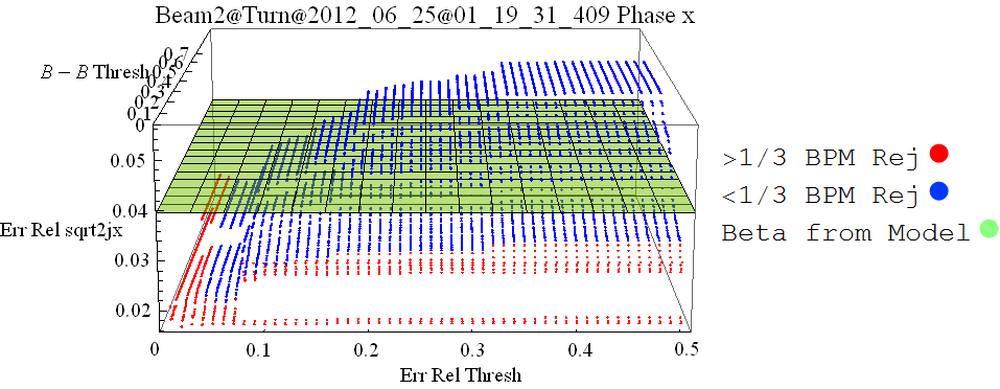 Beam2@Turn@2012_06_25@01_19_31_409 Phase x
0.7
0.6
0.5
0.4
0.3
0.2
0.1
0
B − B Thresh
0.05
0.04
Err Rel sqrt2jx
0.03
0.02
0 0.1 0.2 0.3 0.4 0.5
Err Rel Thresh
>1/3 BPM Rej
<1/3 BPM Rej
Beta from Model